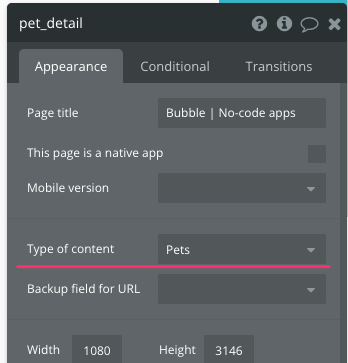 pet_detail
Appearance Conditional Transitions
Page title Bubble | No-code apps
This page is a native app
Mobile version
Type of content Pets
Backup field for URL
Width 1080 Height 3146